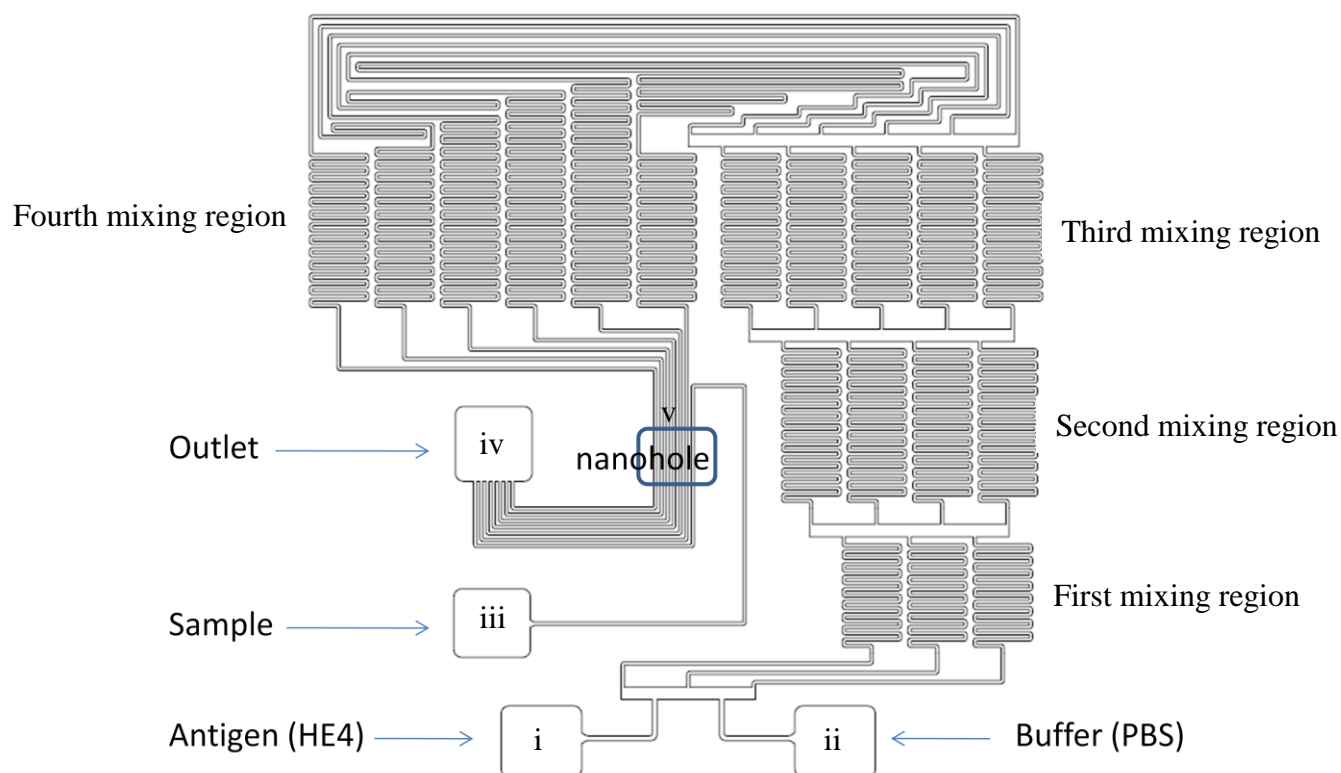 Fourth mixing region
Third mixing region
v
Outlet
iv
nanohole
Second mixing region
Sample
iii
First mixing region
Antigen (HE4)
i
ii
Buffer (PBS)